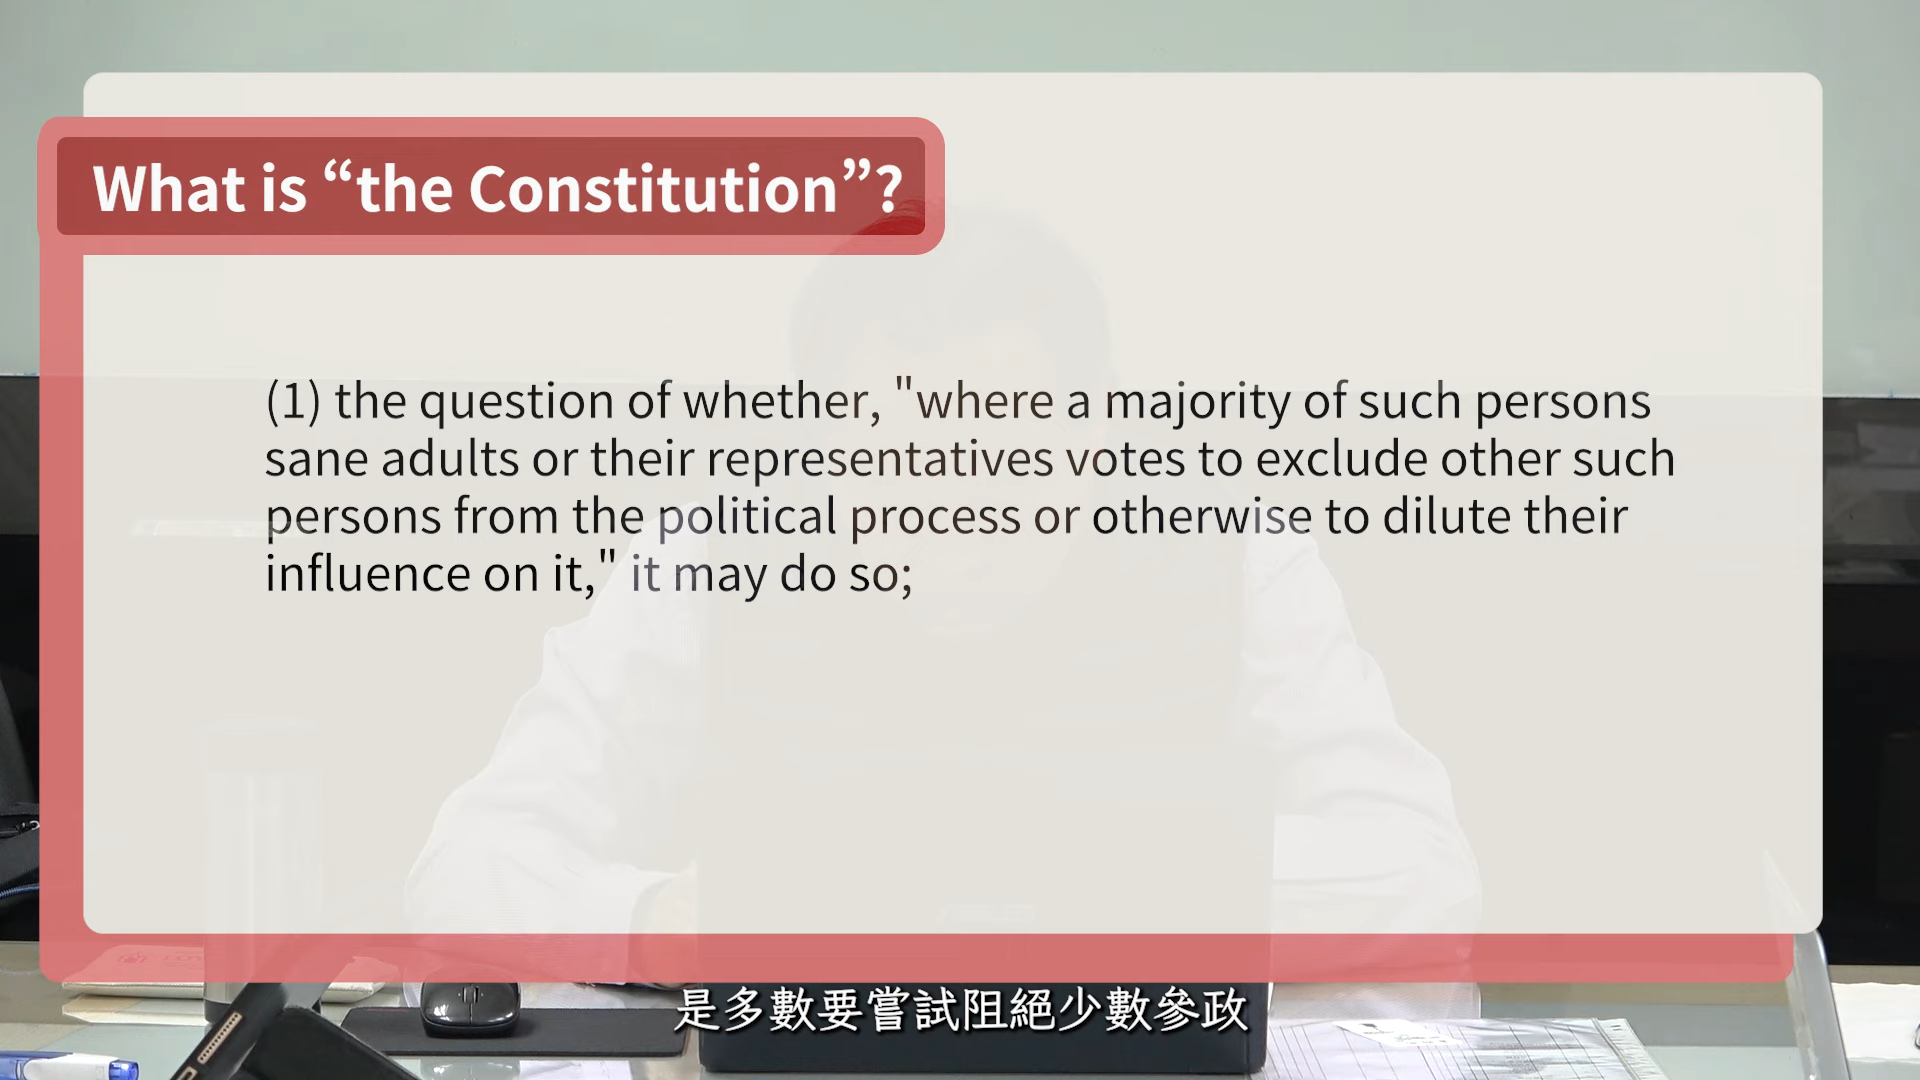 What is “the Constitution”?
(1) the question of whether, "where a majority of such persons
sane adults or their representatives votes to exclude other such
persons from the political process or otherwise to dilute their
influence on it," it may do so;
是多數要嘗試阻絕少數參政